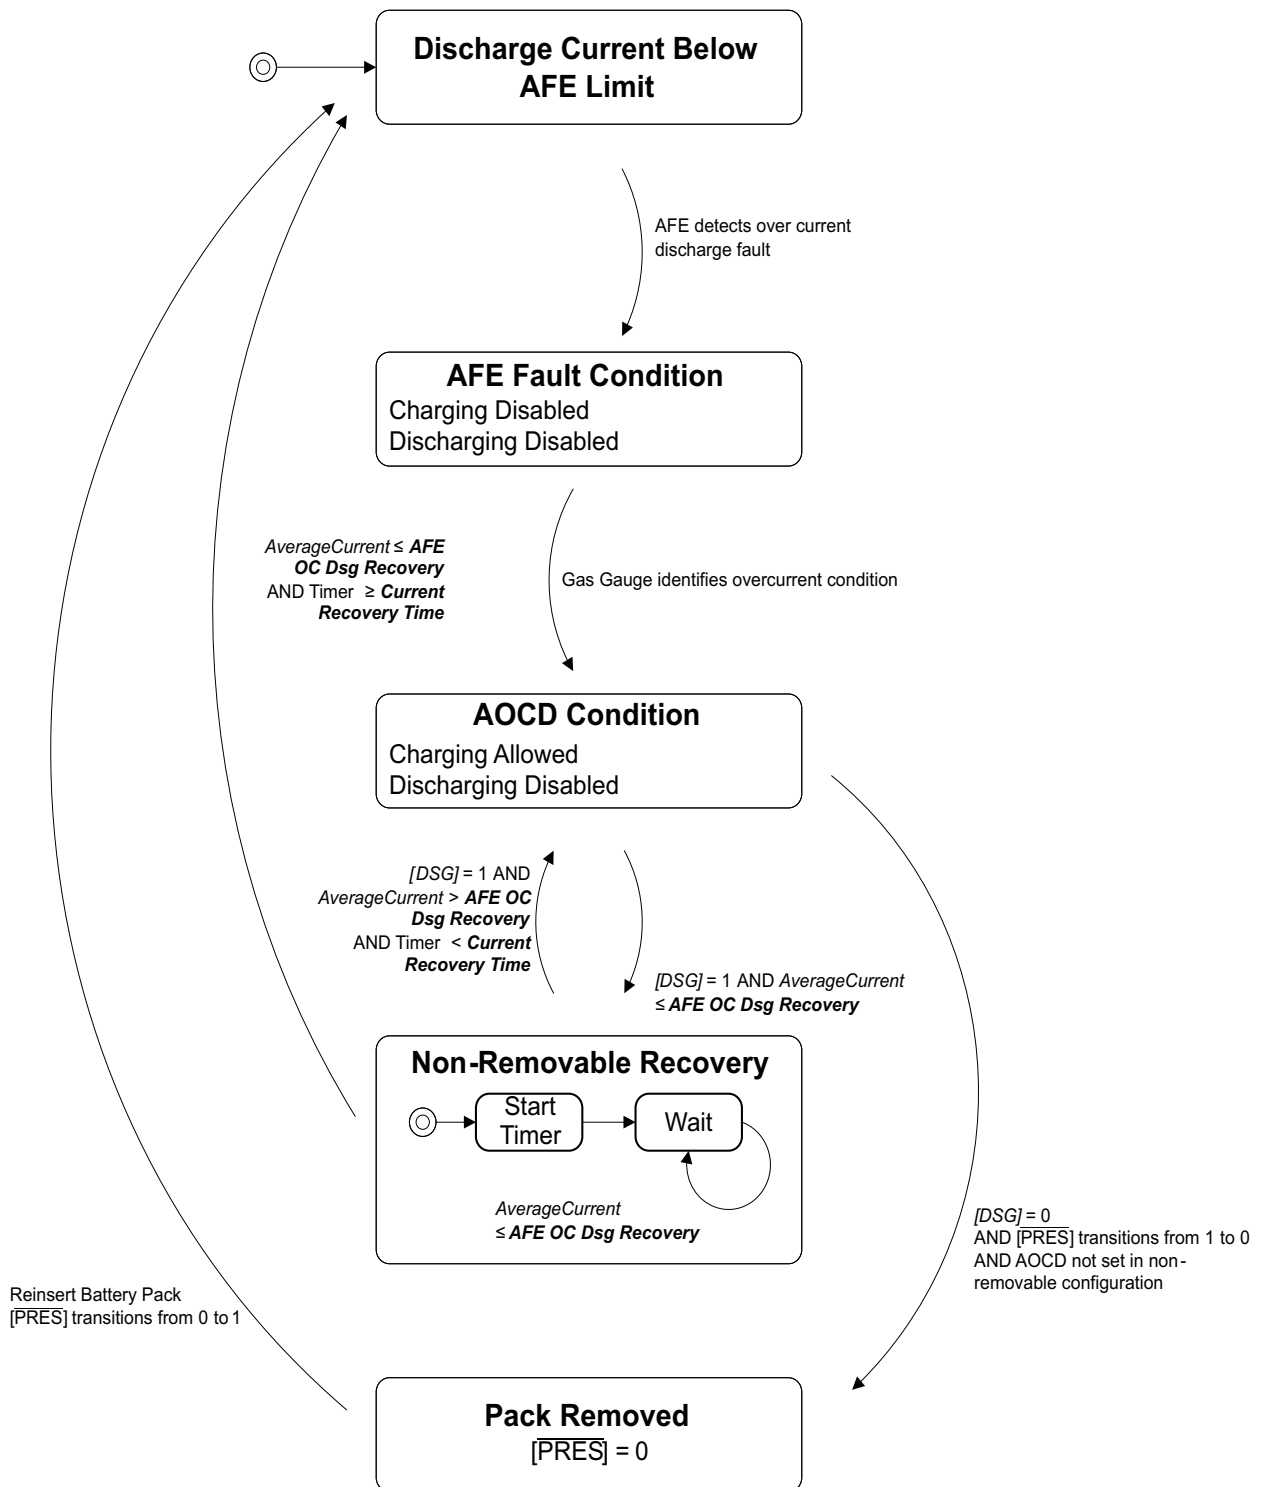 Discharge Current Below
AFE Limit
AFE detects over current
discharge fault
AFE Fault Condition
Charging Disabled
Discharging Disabled
AverageCurrent ≤ AFE
OC Dsg Recovery
AND Timer ≥ Current
Recovery Time
Gas Gauge identifies overcurrent condition
AOCD Condition
Charging Allowed
Discharging Disabled
[DSG] = 1 AND
AverageCurrent > AFE OC
Dsg Recovery
AND Timer < Current
Recovery Time
[DSG] = 1 AND AverageCurrent
≤ AFE OC Dsg Recovery
Non-Removable Recovery
Start
Timer
Wait
AverageCurrent
≤ AFE OC Dsg Recovery
[DSG] = 0
AND [P̅R̅E̅S̅] transitions from 1 to 0
AND AOCD not set in non-
removable configuration
Reinsert Battery Pack
[P̅R̅E̅S̅] transitions from 0 to 1
Pack Removed
[P̅R̅E̅S̅] = 0